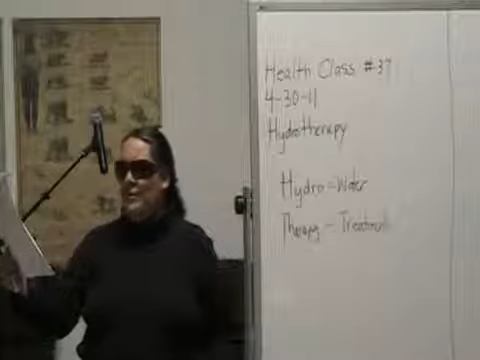 Health Class #37
4-30-11
Hydrotherapy
Hydro = Water
Therapy - Treatment